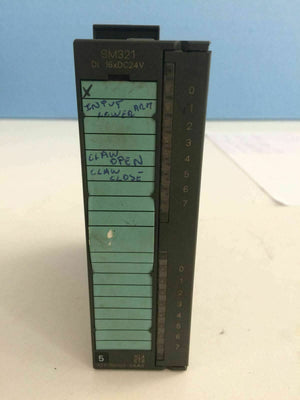 SM321
DI 16xDC24V
X
INPUT ARM
LOWER
CLAW
OPEN
CLAW
CLOSE
0
1
2
3
4
5
6
7
0
1
2
3
4
5
6
7
5